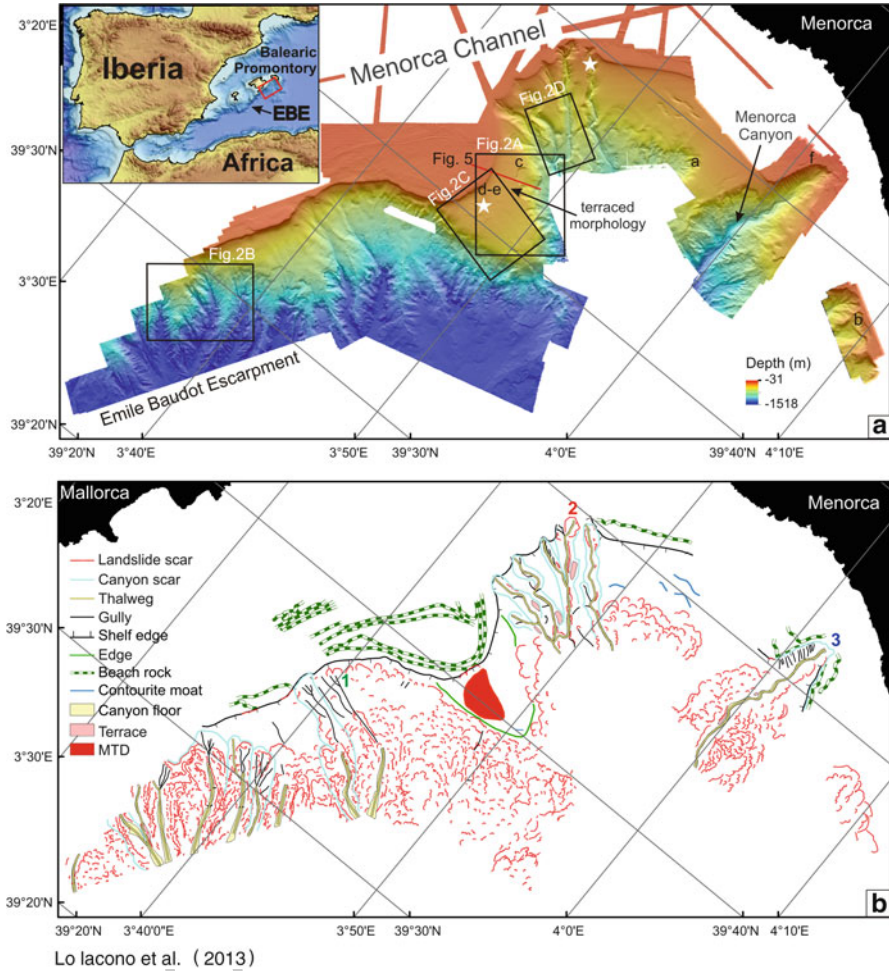 3°20'E
Menorca
Menorca Channel
Balearic
Promontory
Iberia
EBE
Africa
Fig.2D
Menorca
Canyon
39°30'N
Fig.2A
Fig. 5
c
a
f
Fig.2C
d-e
terraced
morphology
Fig.2B
3°30'E
b
Depth (m)
-31
-1518
Emile Baudot Escarpment
39°20'N
a
39°20'N
3°40'E
3°50'E
39°30'N
4°0'E
39°40'N
4°10'E
3°20'E
Mallorca
2
Menorca
Landslide scar
Canyon scar
Thalweg
Gully
Shelf edge
Edge
Beach rock
Contourite moat
Canyon floor
Terrace
MTD
39°30'N
3
1
3°30'E
39°20'N
b
39°20'N
3°40'E
3°50'E
39°30'N
4°0'E
39°40'N
4°10'E
Lo Iacono et al. ( 2013)